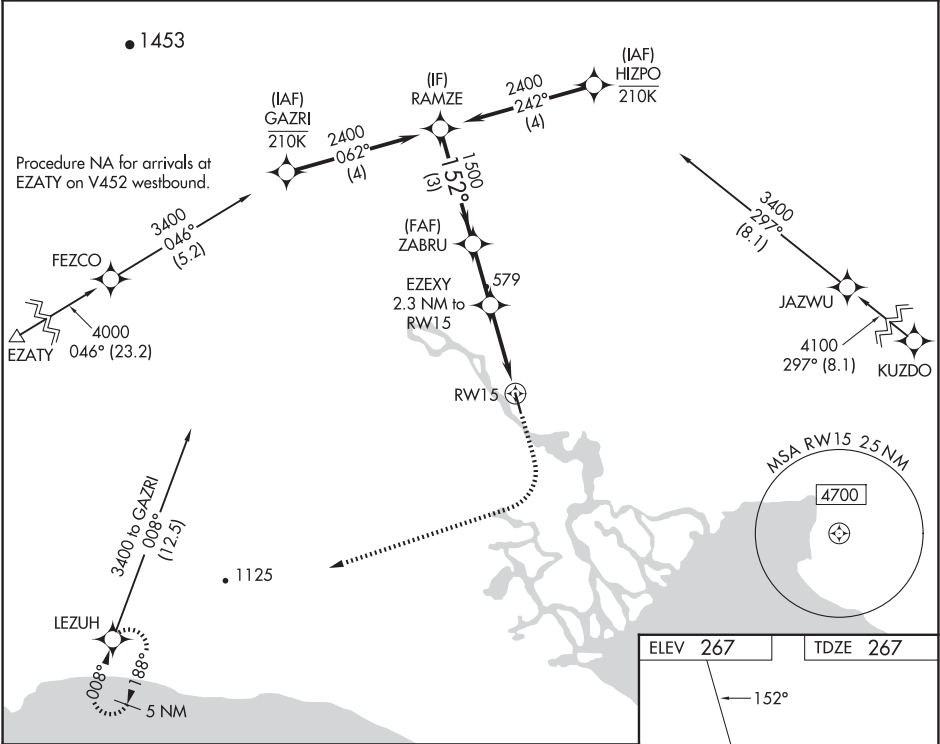 1453
(IAF)
HIZPO
210K
2400
242°
(4)
(IF)
RAMZE
(IAF)
GAZRI
210K
2400
062°
(4)
Procedure NA for arrivals at
EZATY on V452 westbound.
1500
152°
(3)
3400
297°
(8.1)
3400
046°
(5.2)
(FAF)
ZABRU
FEZCO
EZEXY
2.3 NM to
RW15
579
JAZWU
4000
046° (23.2)
EZATY
4100
297° (8.1)
KUZDO
RW15
MSA RW15 25 NM
4700
3400 to GAZRI
008°
(12.5)
1125
LEZUH
008°
188°
5 NM
ELEV 267
TDZE 267
152°